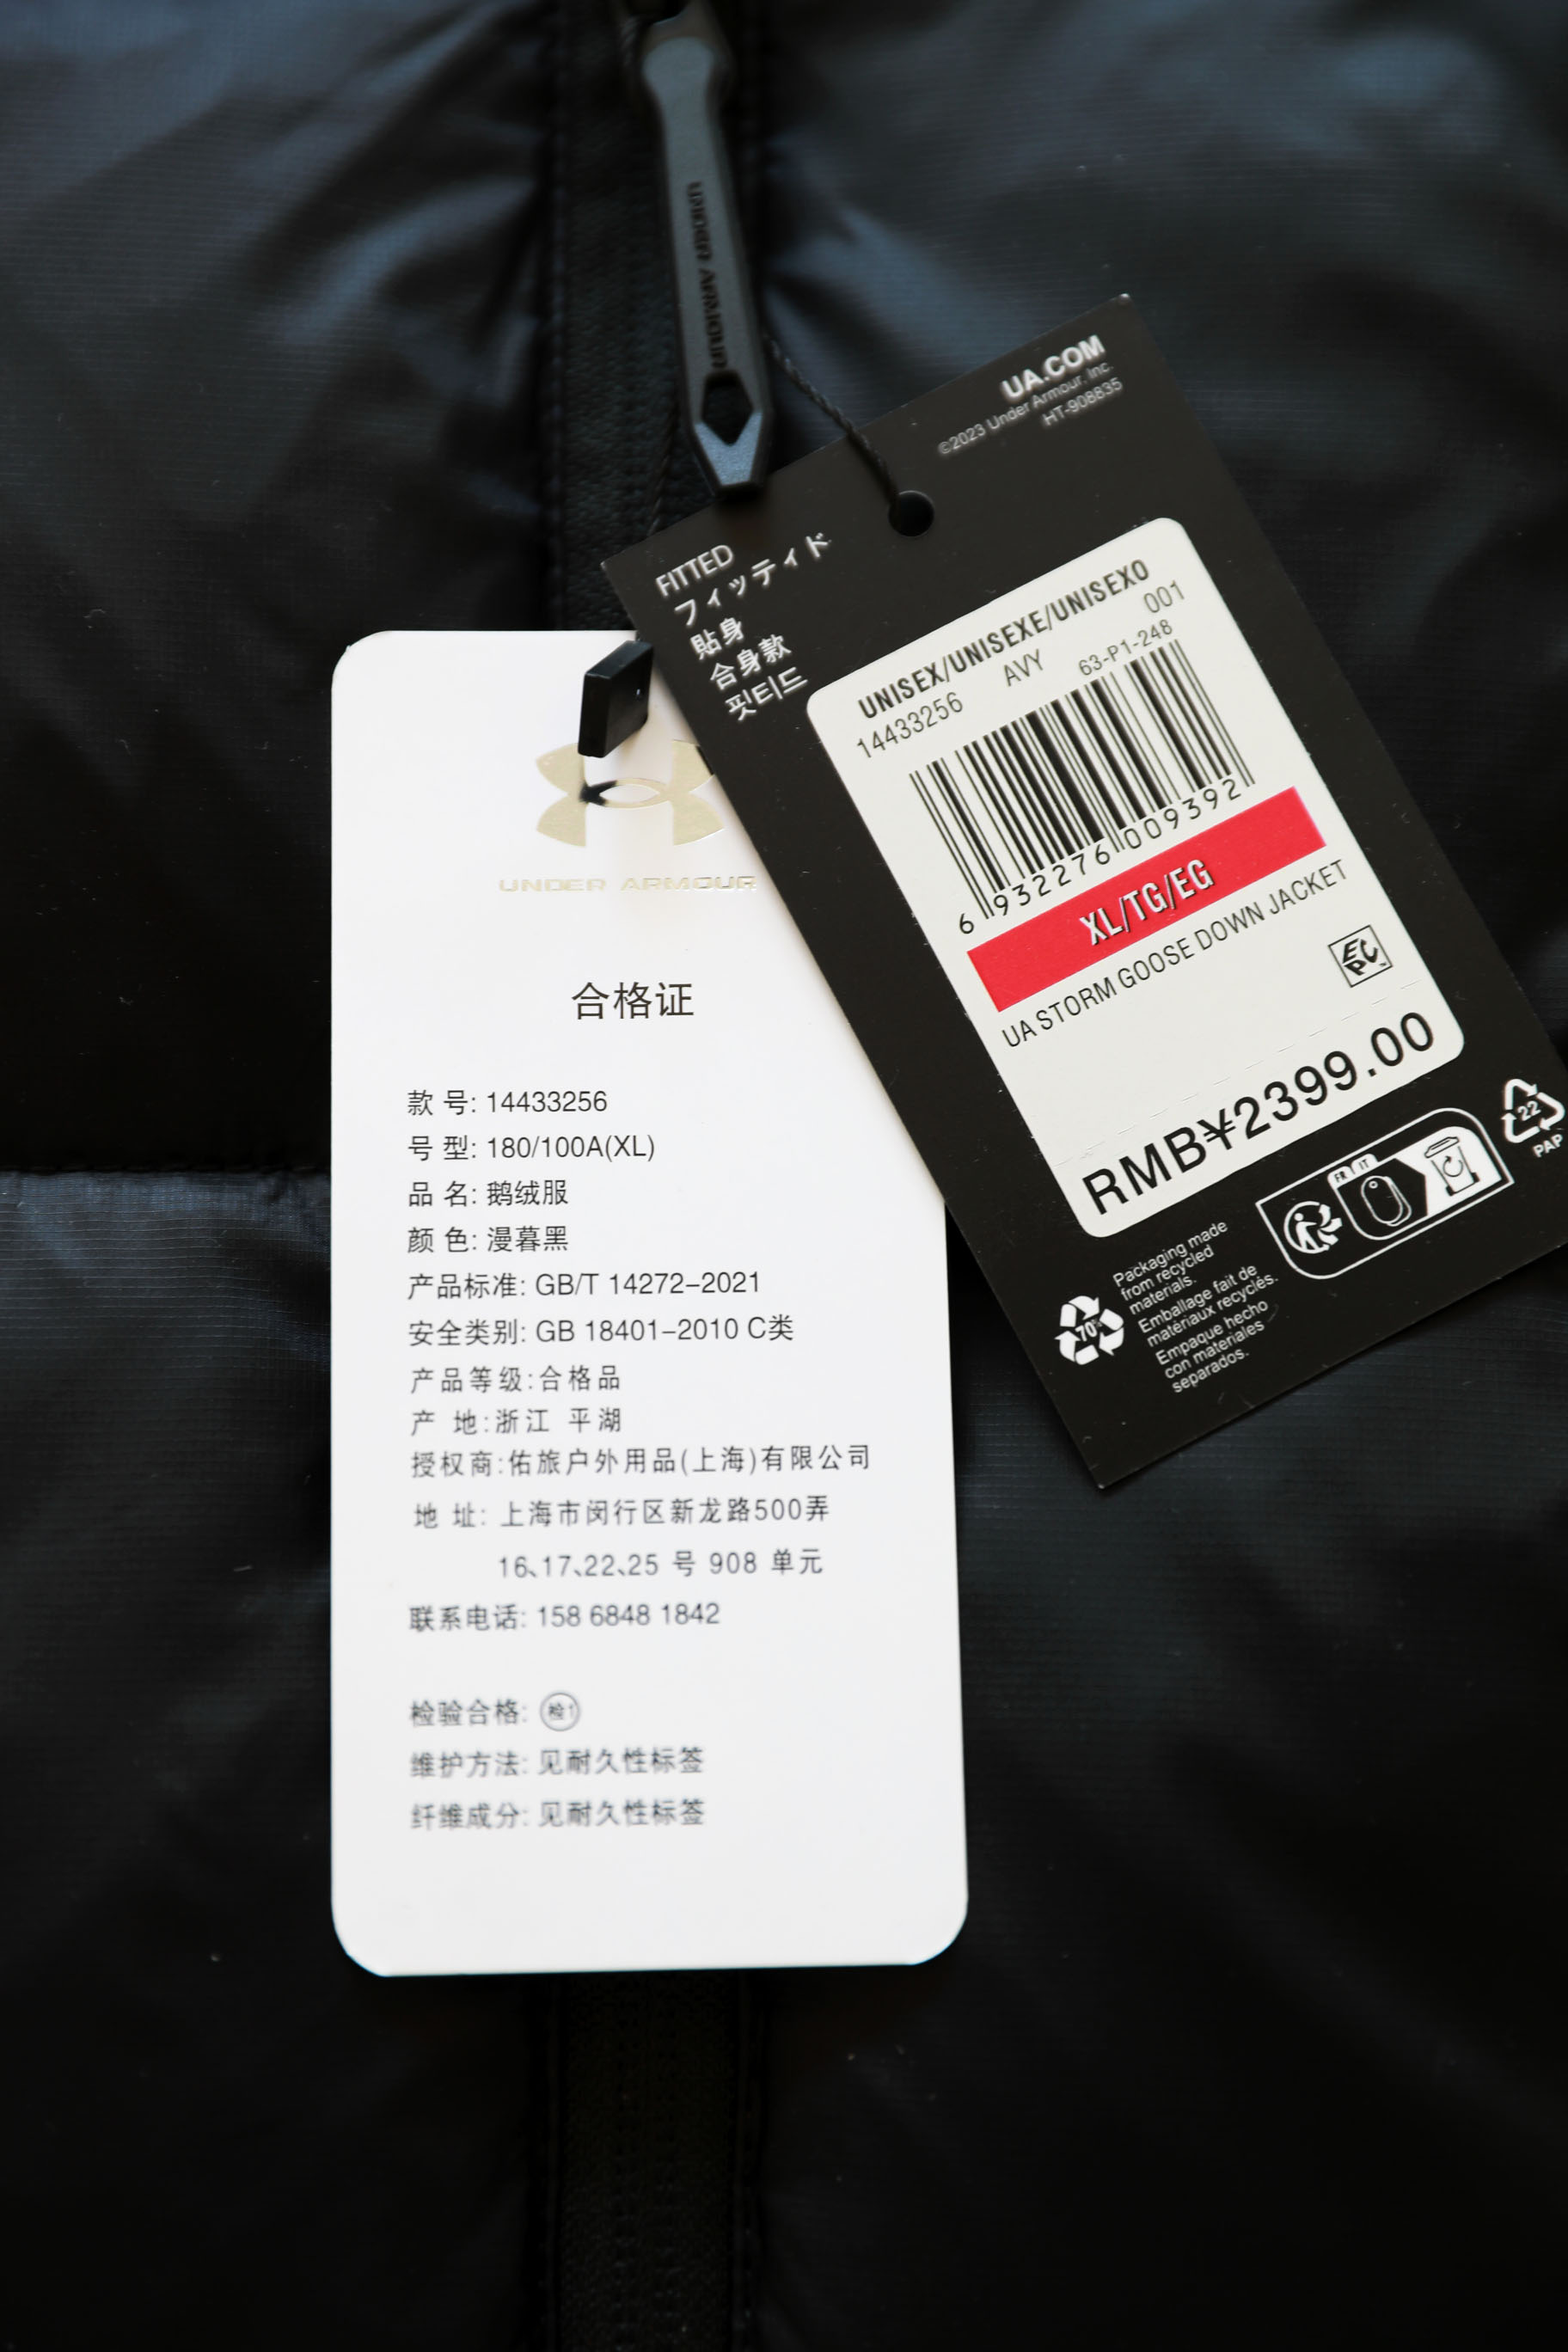 UNDER ARMOUR
UA.COM
©2023 Under Armour, Inc.
HT-908835
FITTED
フィッティド
貼身
合身款
핏티드
UNISEX/UNISEXE/UNISEXO
14433256 AVY 001
63-P1-248
6 932276 009392
XL/TG/EG
UA STORM GOOSE DOWN JACKET
EPC™
RMB¥2399.00
22
PAP
FR IT
70%
Packaging made
from recycled
materials.
Emballage fait de
matériaux recyclés.
Empaque hecho
con materiales
separados.
UNDER ARMOUR
合格证
款 号: 14433256
号 型: 180/100A(XL)
品 名: 鹅绒服
颜 色: 漫暮黑
产品标准: GB/T 14272-2021
安全类别: GB 18401-2010 C类
产品等级:合格品
产 地:浙江 平湖
授权商:佑旅户外用品(上海)有限公司
地 址: 上海市闵行区新龙路500弄
16、17、22、25 号 908 单元
联系电话: 158 6848 1842
检验合格: 检1
维护方法: 见耐久性标签
纤维成分: 见耐久性标签